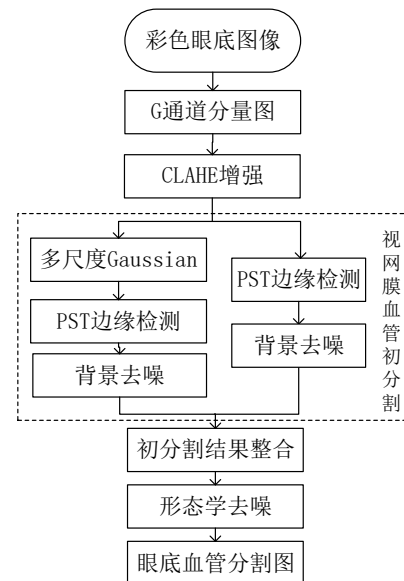 彩色眼底图像
G通道分量图
CLAHE增强
多尺度Gaussian
PST边缘检测
背景去噪
PST边缘检测
背景去噪
视网膜血管初分割
初分割结果整合
形态学去噪
眼底血管分割图